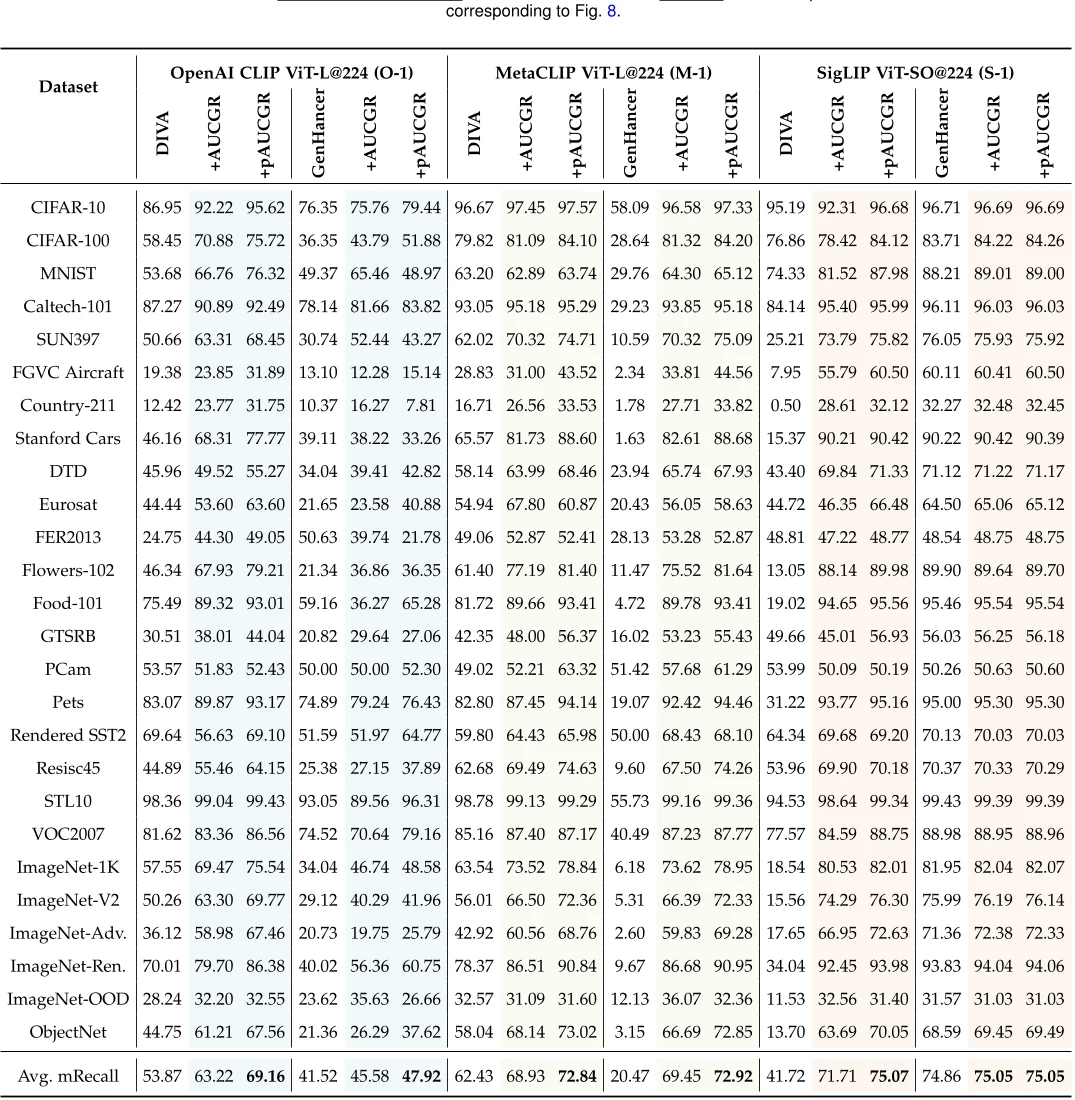 corresponding to Fig. 8.
Dataset OpenAI CLIP ViT-L@224 (O-1) MetaCLIP ViT-L@224 (M-1) SigLIP ViT-SO@224 (S-1)
DIVA +AUCGR +pAUCGR GenHancer +AUCGR +pAUCGR DIVA +AUCGR +pAUCGR GenHancer +AUCGR +pAUCGR DIVA +AUCGR +pAUCGR GenHancer +AUCGR +pAUCGR
CIFAR-10 86.95 92.22 95.62 76.35 75.76 79.44 96.67 97.45 97.57 58.09 96.58 97.33 95.19 92.31 96.68 96.71 96.69 96.69
CIFAR-100 58.45 70.88 75.72 36.35 43.79 51.88 79.82 81.09 84.10 28.64 81.32 84.20 76.86 78.42 84.12 83.71 84.22 84.26
MNIST 53.68 66.76 76.32 49.37 65.46 48.97 63.20 62.89 63.74 29.76 64.30 65.12 74.33 81.52 87.98 88.21 89.01 89.00
Caltech-101 87.27 90.89 92.49 78.14 81.66 83.82 93.05 95.18 95.29 29.23 93.85 95.18 84.14 95.40 95.99 96.11 96.03 96.03
SUN397 50.66 63.31 68.45 30.74 52.44 43.27 62.02 70.32 74.71 10.59 70.32 75.09 25.21 73.79 75.82 76.05 75.93 75.92
FGVC Aircraft 19.38 23.85 31.89 13.10 12.28 15.14 28.83 31.00 43.52 2.34 33.81 44.56 7.95 55.79 60.50 60.11 60.41 60.50
Country-211 12.42 23.77 31.75 10.37 16.27 7.81 16.71 26.56 33.53 1.78 27.71 33.82 0.50 28.61 32.12 32.27 32.48 32.45
Stanford Cars 46.16 68.31 77.77 39.11 38.22 33.26 65.57 81.73 88.60 1.63 82.61 88.68 15.37 90.21 90.42 90.22 90.42 90.39
DTD 45.96 49.52 55.27 34.04 39.41 42.82 58.14 63.99 68.46 23.94 65.74 67.93 43.40 69.84 71.33 71.12 71.22 71.17
Eurosat 44.44 53.60 63.60 21.65 23.58 40.88 54.94 67.80 60.87 20.43 56.05 58.63 44.72 46.35 66.48 64.50 65.06 65.12
FER2013 24.75 44.30 49.05 50.63 39.74 21.78 49.06 52.87 52.41 28.13 53.28 52.87 48.81 47.22 48.77 48.54 48.75 48.75
Flowers-102 46.34 67.93 79.21 21.34 36.86 36.35 61.40 77.19 81.40 11.47 75.52 81.64 13.05 88.14 89.98 89.90 89.64 89.70
Food-101 75.49 89.32 93.01 59.16 36.27 65.28 81.72 89.66 93.41 4.72 89.78 93.41 19.02 94.65 95.56 95.46 95.54 95.54
GTSRB 30.51 38.01 44.04 20.82 29.64 27.06 42.35 48.00 56.37 16.02 53.23 55.43 49.66 45.01 56.93 56.03 56.25 56.18
PCam 53.57 51.83 52.43 50.00 50.00 52.30 49.02 52.21 63.32 51.42 57.68 61.29 53.99 50.09 50.19 50.26 50.63 50.60
Pets 83.07 89.87 93.17 74.89 79.24 76.43 82.80 87.45 94.14 19.07 92.42 94.46 31.22 93.77 95.16 95.00 95.30 95.30
Rendered SST2 69.64 56.63 69.10 51.59 51.97 64.77 59.80 64.43 65.98 50.00 68.43 68.10 64.34 69.68 69.20 70.13 70.03 70.03
Resisc45 44.89 55.46 64.15 25.38 27.15 37.89 62.68 69.49 74.63 9.60 67.50 74.26 53.96 69.90 70.18 70.37 70.33 70.29
STL10 98.36 99.04 99.43 93.05 89.56 96.31 98.78 99.13 99.29 55.73 99.16 99.36 94.53 98.64 99.34 99.43 99.39 99.39
VOC2007 81.62 83.36 86.56 74.52 70.64 79.16 85.16 87.40 87.17 40.49 87.23 87.77 77.57 84.59 88.75 88.98 88.95 88.96
ImageNet-1K 57.55 69.47 75.54 34.04 46.74 48.58 63.54 73.52 78.84 6.18 73.62 78.95 18.54 80.53 82.01 81.95 82.04 82.07
ImageNet-V2 50.26 63.30 69.77 29.12 40.29 41.96 56.01 66.50 72.36 5.31 66.39 72.33 15.56 74.29 76.30 75.99 76.19 76.14
ImageNet-Adv. 36.12 58.98 67.46 20.73 19.75 25.79 42.92 60.56 68.76 2.60 59.83 69.28 17.65 66.95 72.63 71.36 72.38 72.33
ImageNet-Ren. 70.01 79.70 86.38 40.02 56.36 60.75 78.37 86.51 90.84 9.67 86.68 90.95 34.04 92.45 93.98 93.83 94.04 94.06
ImageNet-OOD 28.24 32.20 32.55 23.62 35.63 26.66 32.57 31.09 31.60 12.13 36.07 32.36 11.53 32.56 31.40 31.57 31.03 31.03
ObjectNet 44.75 61.21 67.56 21.36 26.29 37.62 58.04 68.14 73.02 3.15 66.69 72.85 13.70 63.69 70.05 68.59 69.45 69.49
Avg. mRecall 53.87 63.22 69.16 41.52 45.58 47.92 62.43 68.93 72.84 20.47 69.45 72.92 41.72 71.71 75.07 74.86 75.05 75.05